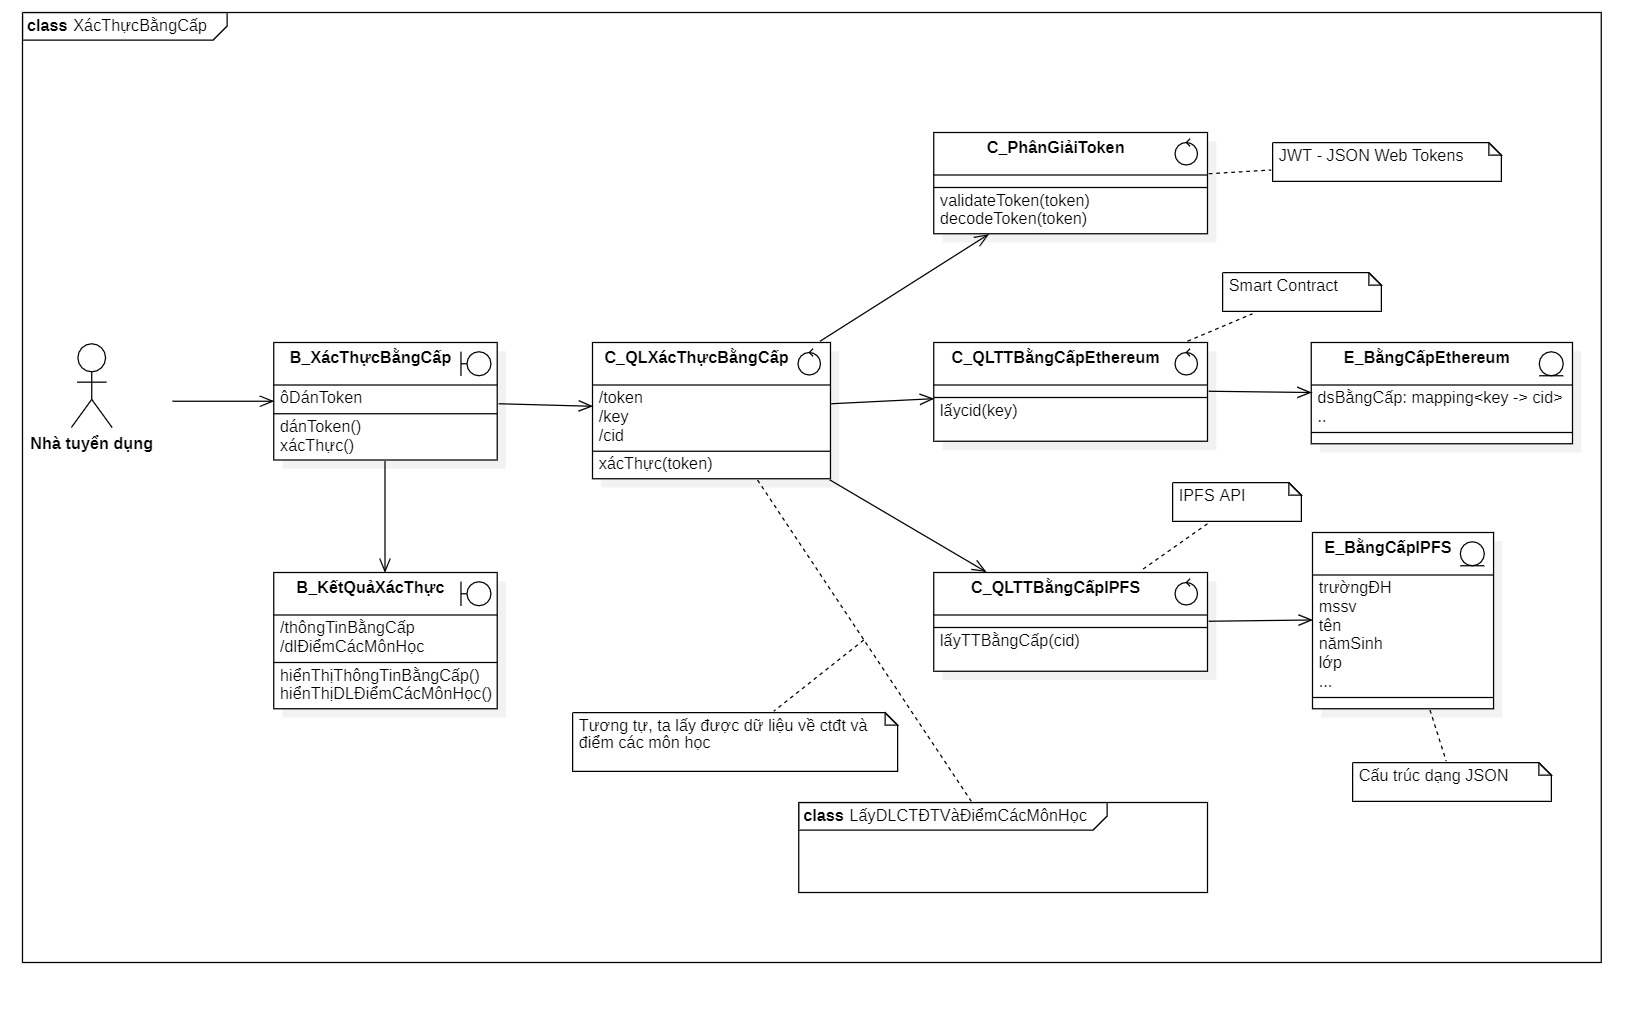 class XácThựcBằngCấp
C_PhânGiảiToken
validateToken(token)
decodeToken(token)
JWT - JSON Web Tokens
Smart Contract
Nhà tuyển dụng
B_XácThựcBằngCấp
ôDánToken
dánToken()
xácThực()
C_QLXácThựcBằngCấp
/token
/key
/cid
xácThực(token)
C_QLTTBằngCấpEthereum
lấycid(key)
E_BằngCấpEthereum
dsBằngCấp: mapping<key -> cid>
..
IPFS API
B_KếtQuảXácThực
/thôngTinBằngCấp
/dlĐiểmCácMônHọc
hiểnThịThôngTinBằngCấp()
hiểnThịDLĐiểmCácMônHọc()
C_QLTTBằngCấpIPFS
lấyTTBằngCấp(cid)
E_BằngCấpIPFS
trườngĐH
mssv
tên
nămSinh
lớp
...
Tương tự, ta lấy được dữ liệu về ctđt và
điểm các môn học
Cấu trúc dạng JSON
class LấyDLCTĐTVàĐiểmCácMônHọc